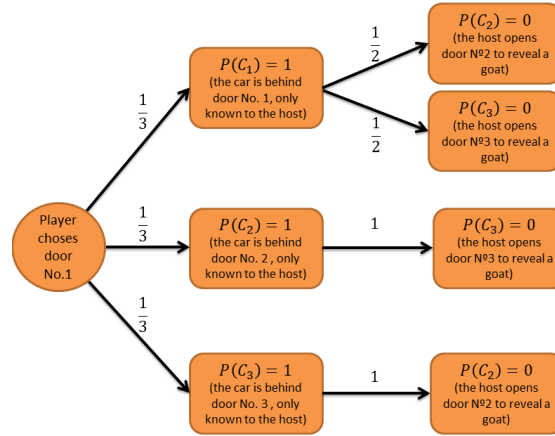 Player
choses
door
No.1
1/3
1/3
1/3
P(C₁) = 1
(the car is behind
door No. 1, only
known to the host)
1/2
1/2
P(C₂) = 0
(the host opens
door №2 to reveal a
goat)
P(C₃) = 0
(the host opens
door №3 to reveal a
goat)
P(C₂) = 1
(the car is behind
door No. 2 , only
known to the host)
1
P(C₃) = 0
(the host opens
door №3 to reveal a
goat)
P(C₃) = 1
(the car is behind
door No. 3 , only
known to the host)
1
P(C₂) = 0
(the host opens
door №2 to reveal a
goat)